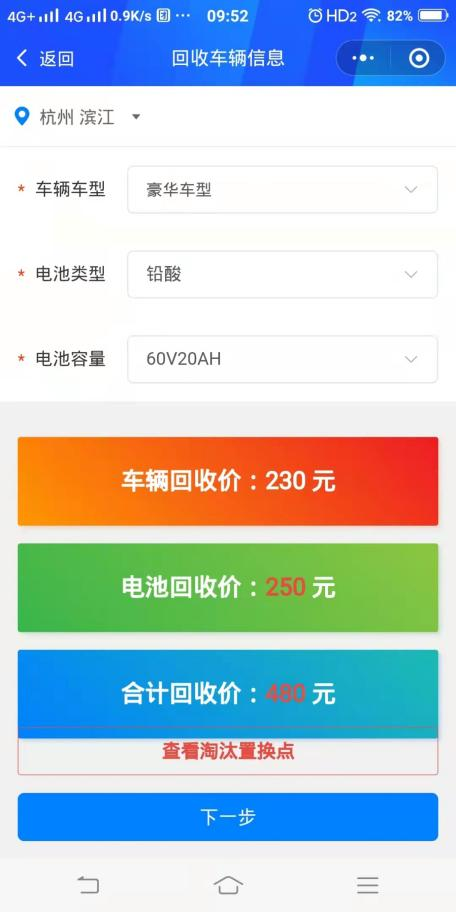 4G+ 4G 0.9K/s 团 ··· 09:52 HD2 82%
返回 回收车辆信息
杭州 滨江
* 车辆车型 豪华车型
* 电池类型 铅酸
* 电池容量 60V20AH
车辆回收价：230 元
电池回收价：250 元
合计回收价：480 元
查看淘汰置换点
下一步